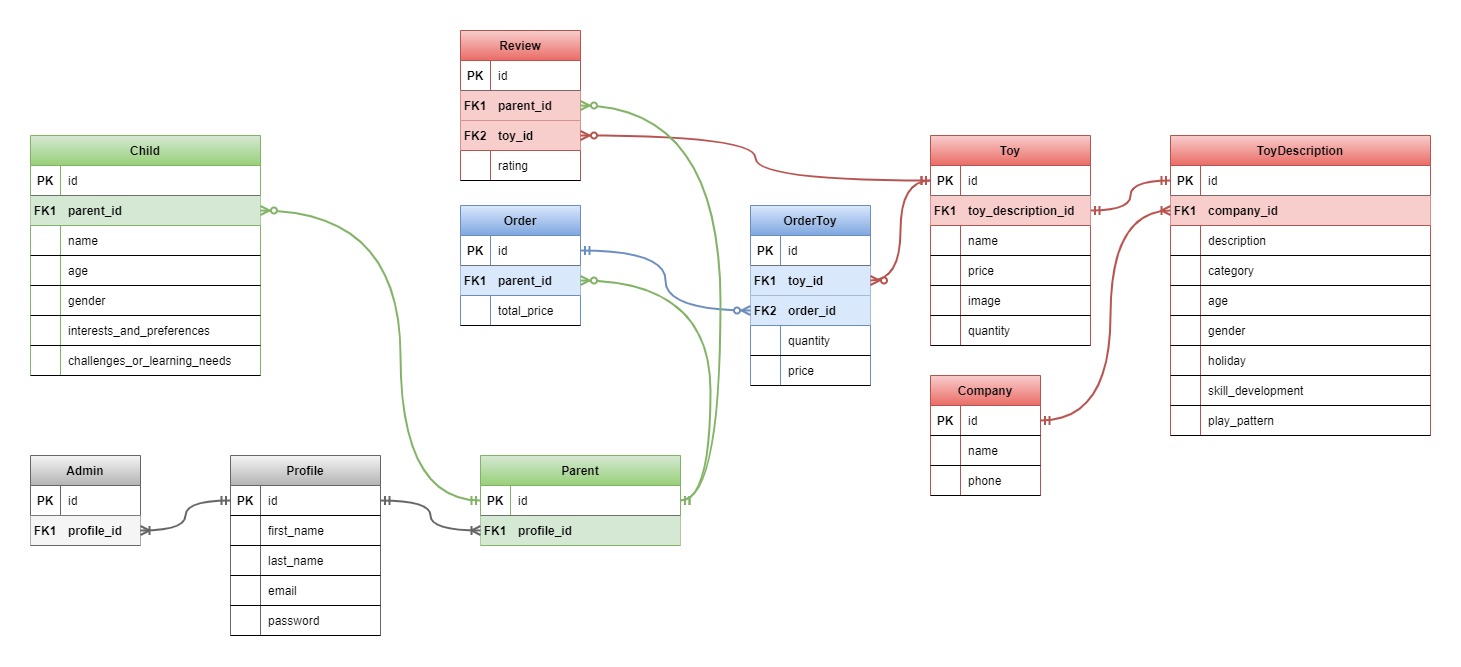 Review
PK id
FK1 parent_id
FK2 toy_id
rating
Child
PK id
FK1 parent_id
name
age
gender
interests_and_preferences
challenges_or_learning_needs
Order
PK id
FK1 parent_id
total_price
OrderToy
PK id
FK1 toy_id
FK2 order_id
quantity
price
Toy
PK id
FK1 toy_description_id
name
price
image
quantity
ToyDescription
PK id
FK1 company_id
description
category
age
gender
holiday
skill_development
play_pattern
Company
PK id
name
phone
Admin
PK id
FK1 profile_id
Profile
PK id
first_name
last_name
email
password
Parent
PK id
FK1 profile_id